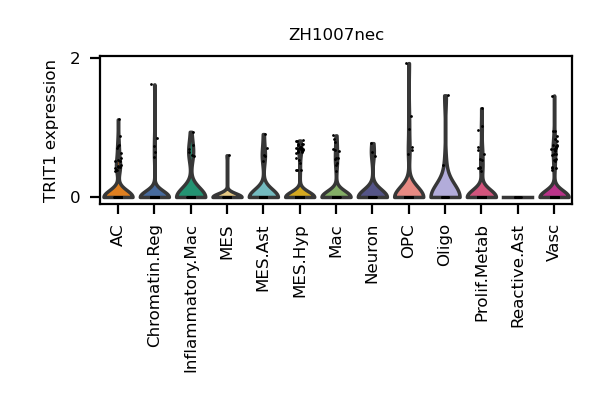 ZH1007nec
TRIT1 expression
2
0
AC
Chromatin.Reg
Inflammatory.Mac
MES
MES.Ast
MES.Hyp
Mac
Neuron
OPC
Oligo
Prolif.Metab
Reactive.Ast
Vasc